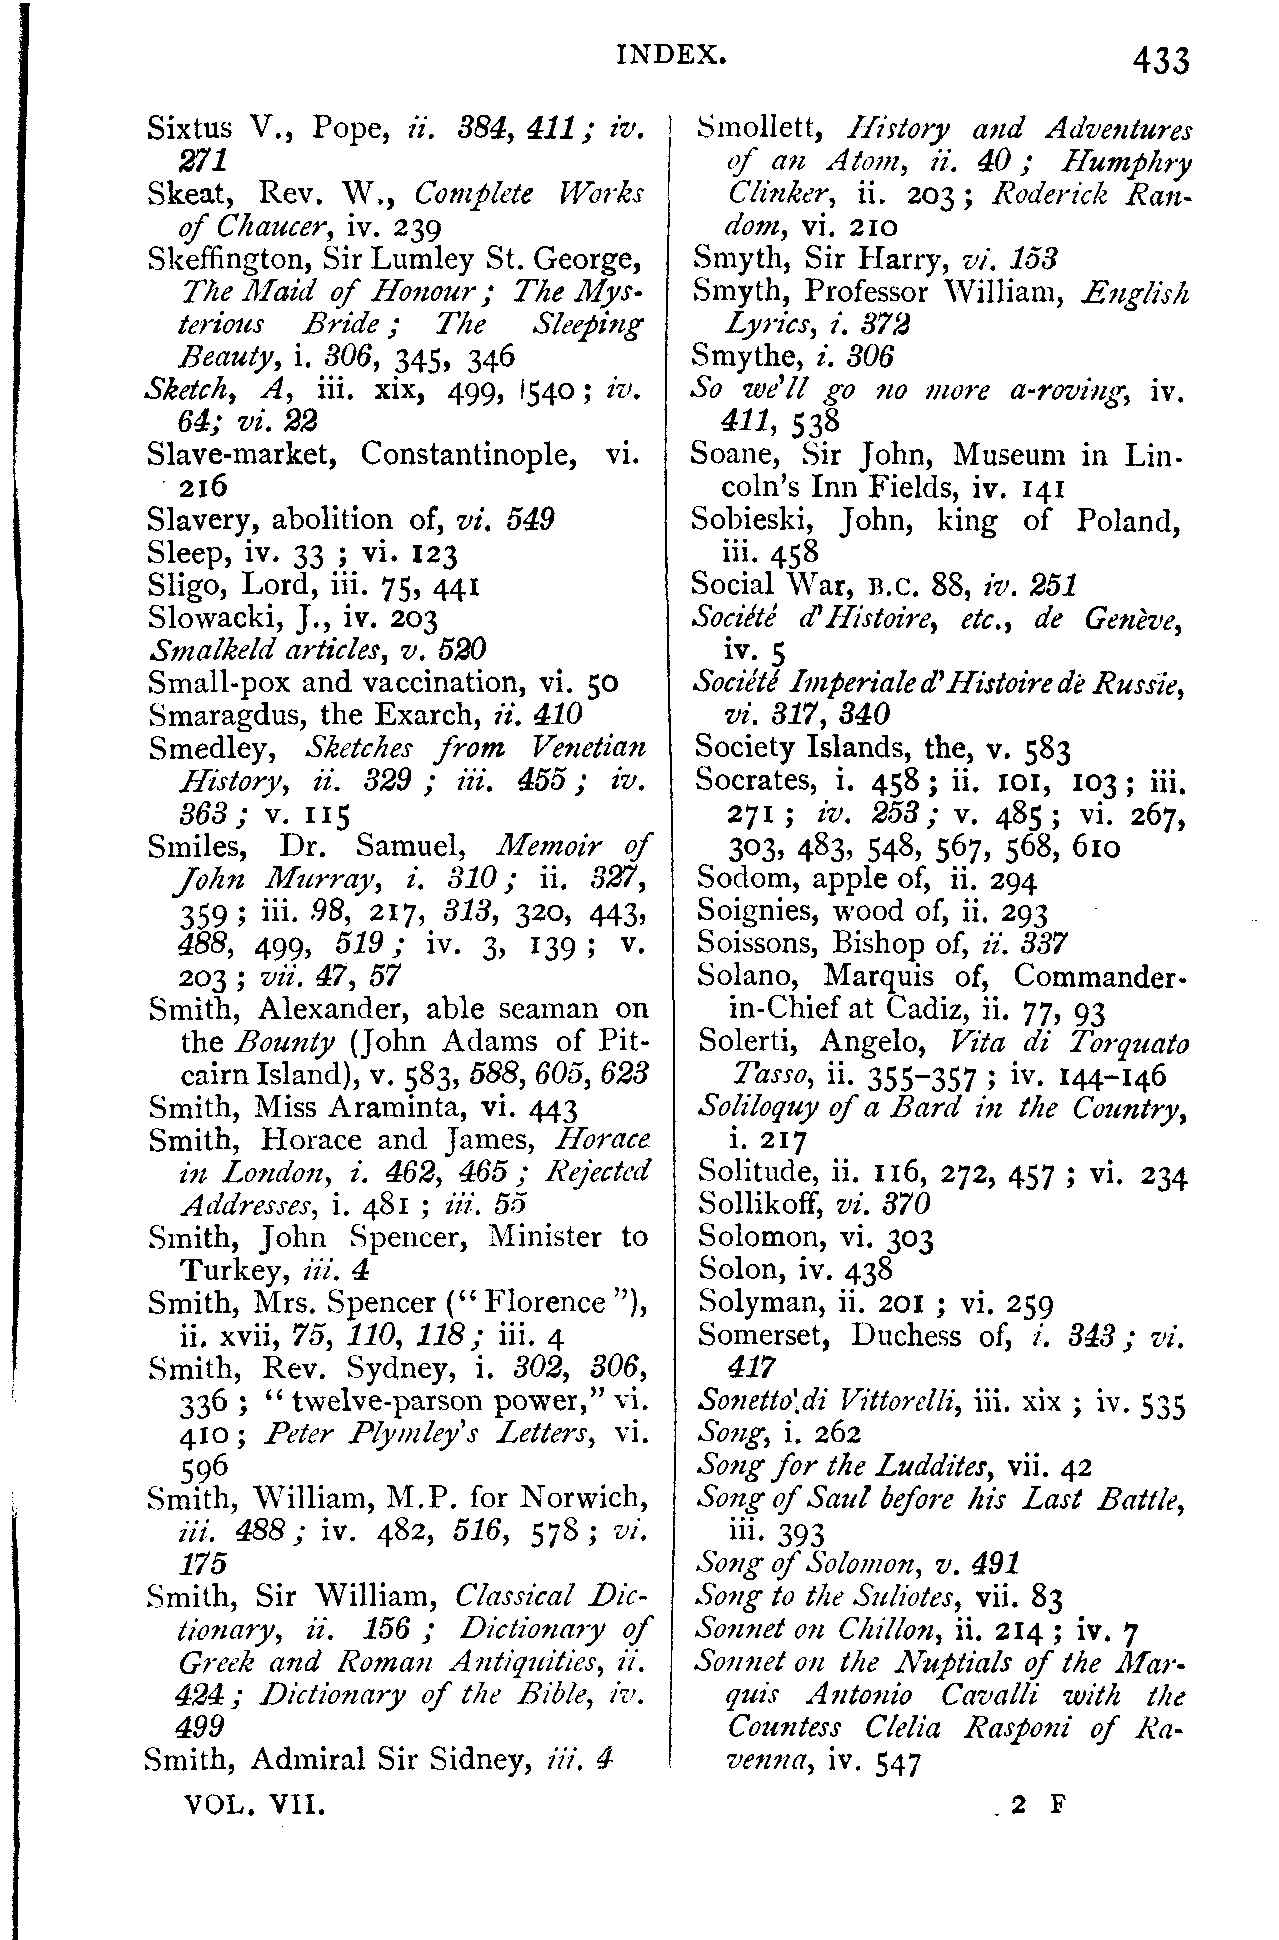 INDEX.
433
Sixtus V., Pope, ii. 384, 411; iv.
271
Skeat, Rev. W., Complete Works
of Chaucer, iv. 239
Skeffington, Sir Lumley St. George,
The Maid of Honour; The Mys-
terious Bride; The Sleeping
Beauty, i. 306, 345, 346
Sketch, A, iii. xix, 499, 540; iv.
64; vi. 22
Slave-market, Constantinople, vi.
216
Slavery, abolition of, vi. 549
Sleep, iv. 33 ; vi. 123
Sligo, Lord, iii. 75, 441
Slowacki, J., iv. 203
Smalkeld articles, v. 520
Small-pox and vaccination, vi. 50
Smaragdus, the Exarch, ii. 410
Smedley, Sketches from Venetian
History, ii. 329 ; iii. 455 ; iv.
363; v. 115
Smiles, Dr. Samuel, Memoir of
John Murray, i. 310; ii. 327,
359 ; iii. 98, 217, 313, 320, 443,
488, 499, 519; iv. 3, 139 ; v.
203 ; vii. 47, 57
Smith, Alexander, able seaman on
the Bounty (John Adams of Pit-
cairn Island), v. 583, 588, 605, 623
Smith, Miss Araminta, vi. 443
Smith, Horace and James, Horace
in London, i. 462, 465 ; Rejected
Addresses, i. 481 ; iii. 55
Smith, John Spencer, Minister to
Turkey, iii. 4
Smith, Mrs. Spencer (“Florence”),
ii. xvii, 75, 110, 118; iii. 4
Smith, Rev. Sydney, i. 302, 306,
336 ; “twelve-parson power,” vi.
410 ; Peter Plymley's Letters, vi.
596
Smith, William, M.P. for Norwich,
iii. 488 ; iv. 482, 516, 578 ; vi.
175
Smith, Sir William, Classical Dic-
tionary, ii. 156 ; Dictionary of
Greek and Roman Antiquities, ii.
424; Dictionary of the Bible, iv.
499
Smith, Admiral Sir Sidney, iii. 4
Smollett, History and Adventures
of an Atom, ii. 40 ; Humphry
Clinker, ii. 203 ; Roderick Ran-
dom, vi. 210
Smyth, Sir Harry, vi. 153
Smyth, Professor William, English
Lyrics, i. 372
Smythe, i. 306
So we'll go no more a-roving, iv.
411, 538
Soane, Sir John, Museum in Lin-
coln's Inn Fields, iv. 141
Sobieski, John, king of Poland,
iii. 458
Social War, B.C. 88, iv. 251
Société d'Histoire, etc., de Genève,
iv. 5
Société Imperiale d'Histoire de Russie,
vi. 317, 340
Society Islands, the, v. 583
Socrates, i. 458 ; ii. 101, 103 ; iii.
271 ; iv. 253; v. 485 ; vi. 267,
303, 483, 548, 567, 568, 610
Sodom, apple of, ii. 294
Soignies, wood of, ii. 293
Soissons, Bishop of, ii. 337
Solano, Marquis of, Commander-
in-Chief at Cadiz, ii. 77, 93
Solerti, Angelo, Vita di Torquato
Tasso, ii. 355–357 ; iv. 144–146
Soliloquy of a Bard in the Country,
i. 217
Solitude, ii. 116, 272, 457 ; vi. 234
Sollikoff, vi. 370
Solomon, vi. 303
Solon, iv. 438
Solyman, ii. 201 ; vi. 259
Somerset, Duchess of, i. 343 ; vi.
417
Sonetto di Vittorelli, iii. xix ; iv. 535
Song, i. 262
Song for the Luddites, vii. 42
Song of Saul before his Last Battle,
iii. 393
Song of Solomon, v. 491
Song to the Suliotes, vii. 83
Sonnet on Chillon, ii. 214 ; iv. 7
Sonnet on the Nuptials of the Mar-
quis Antonio Cavalli with the
Countess Clelia Rasponi of Ra-
venna, iv. 547
VOL. VII.
2 F